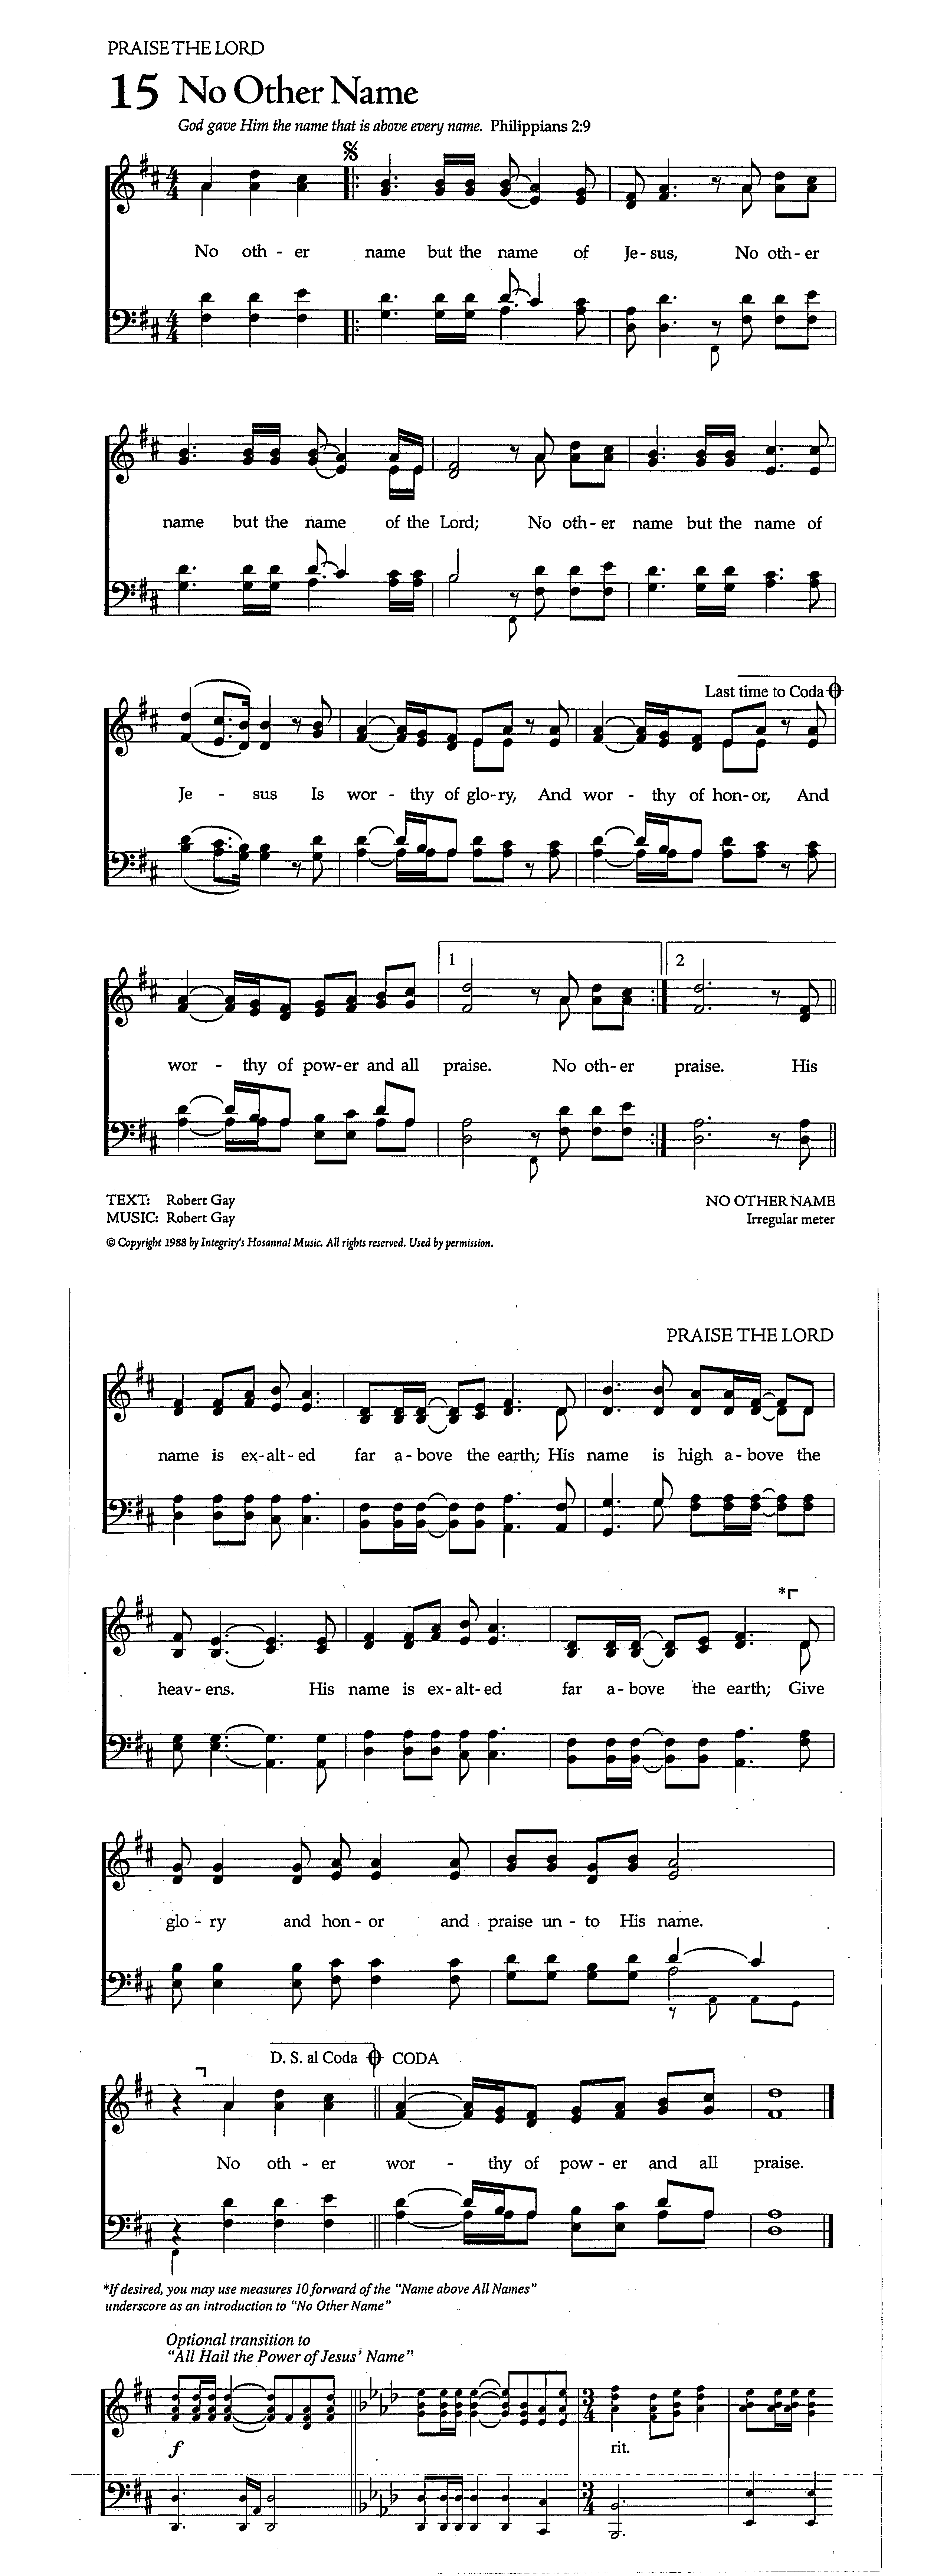 PRAISE THE LORD
15 No Other Name
God gave Him the name that is above every name. Philippians 2:9
No oth - er name but the name of Je - sus, No oth - er
name but the name of the Lord; No oth - er name but the name of
Last time to Coda
Je - sus Is wor - thy of glo - ry, And wor - thy of hon - or, And
1 2
wor - thy of pow - er and all praise. No oth - er praise. His
TEXT: Robert Gay NO OTHER NAME
MUSIC: Robert Gay Irregular meter
© Copyright 1988 by Integrity's Hosanna! Music. All rights reserved. Used by permission.
PRAISE THE LORD
name is ex - alt - ed far a - bove the earth; His name is high a - bove the
*
heav - ens. His name is ex - alt - ed far a - bove the earth; Give
glo - ry and hon - or and praise un - to His name.
D. S. al Coda CODA
No oth - er wor - thy of pow - er and all praise.
*If desired, you may use measures 10 forward of the "Name above All Names"
underscore as an introduction to "No Other Name"
Optional transition to
"All Hail the Power of Jesus' Name"
f rit.